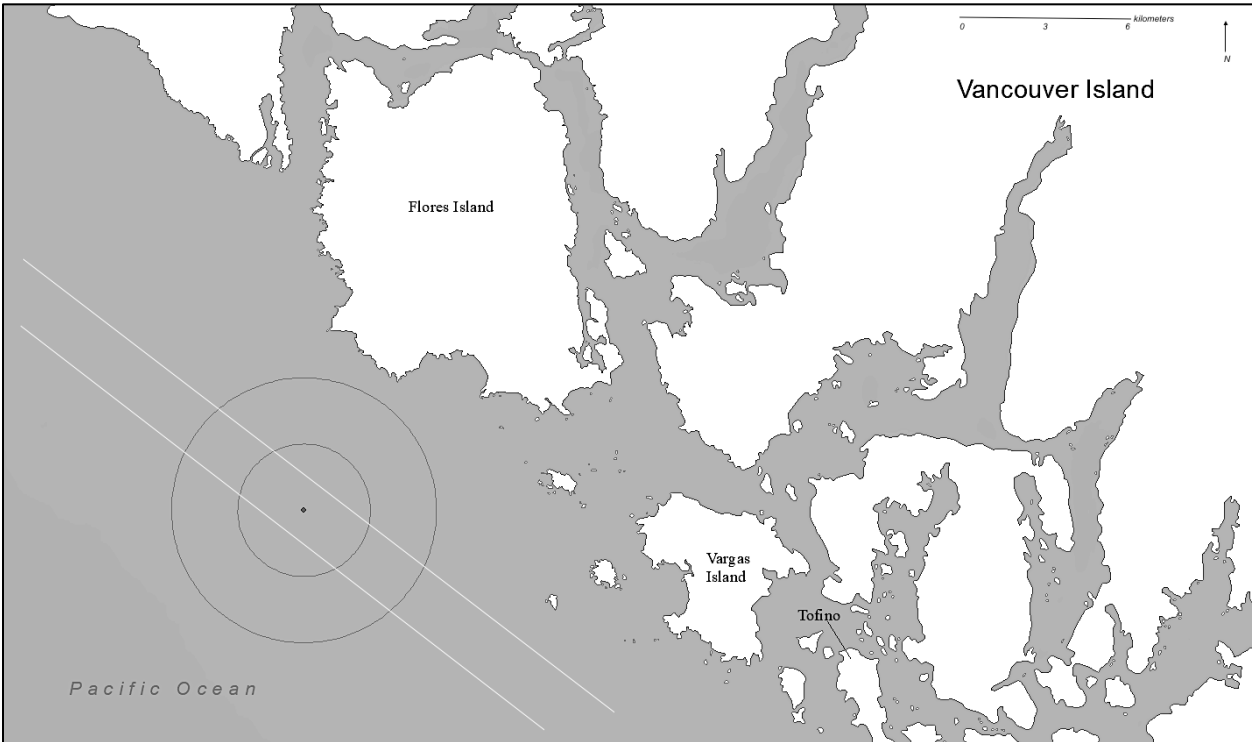 kilometers
0 3 6
N
Vancouver Island
Flores Island
Vargas
Island
Tofino
Pacific Ocean